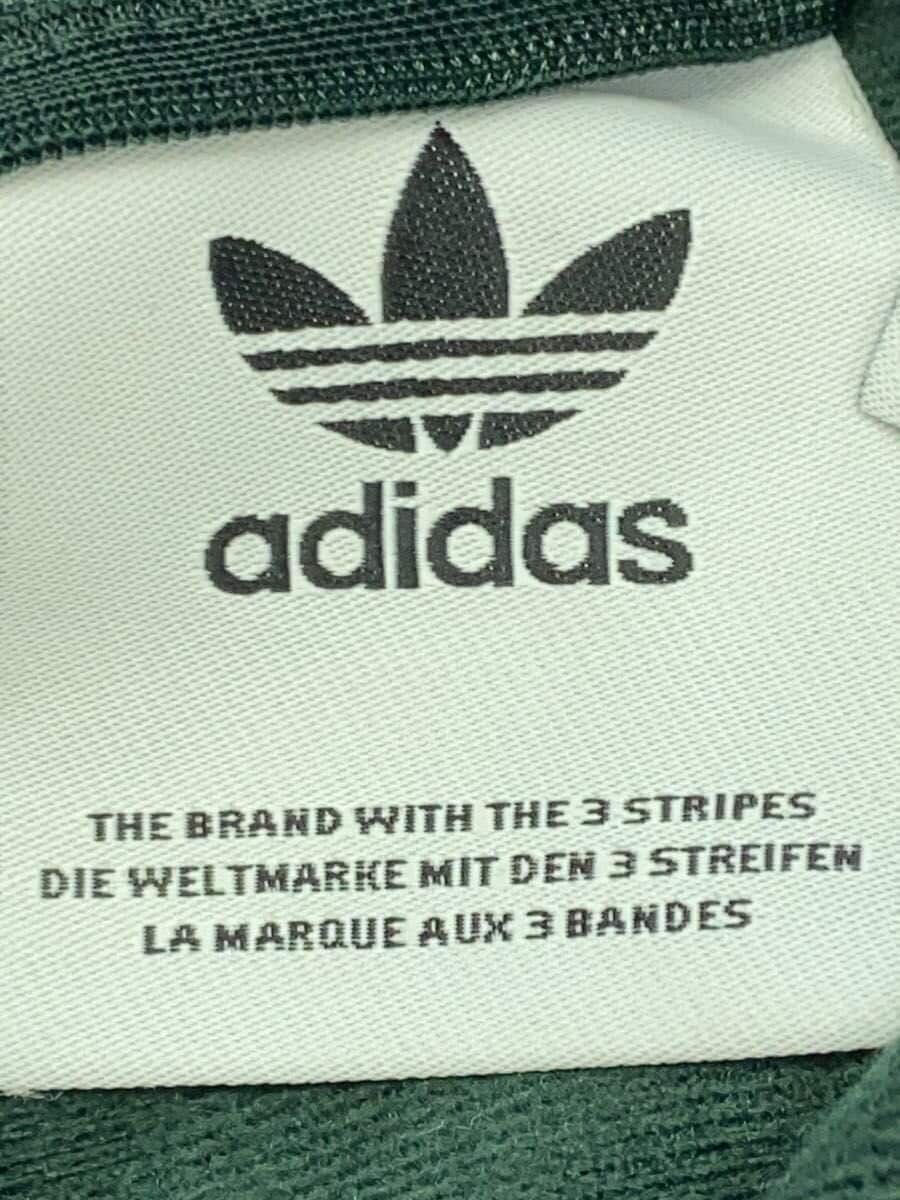 adidas
THE BRAND WITH THE 3 STRIPES
DIE WELTMARKE MIT DEN 3 STREIFEN
LA MARQUE AUX 3 BANDES